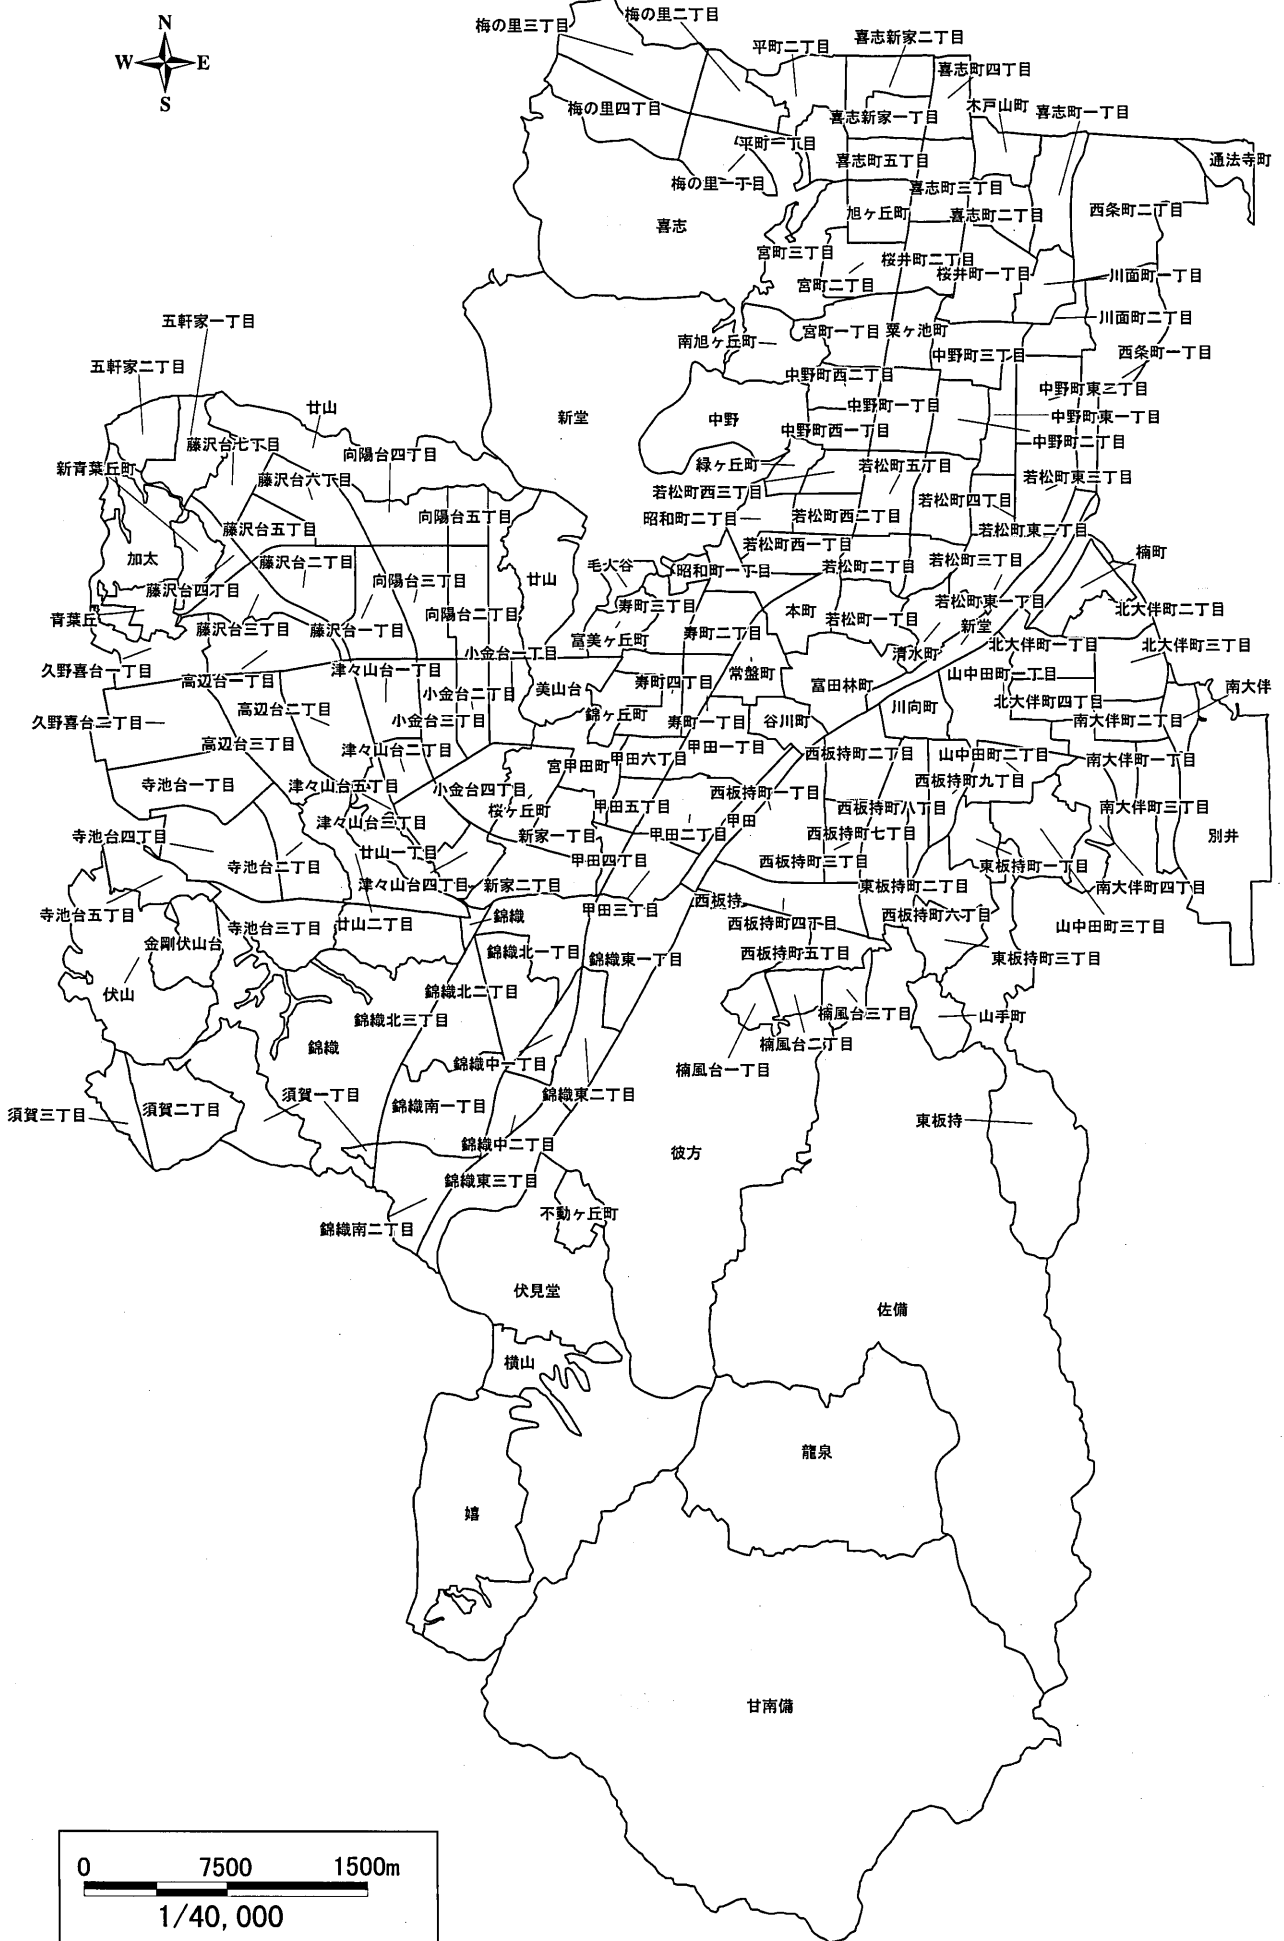 N
W
E
S
梅の里三丁目
梅の里二丁目
平町二丁目
喜志新家二丁目
喜志町四丁目
木戸山町
喜志町一丁目
梅の里四丁目
喜志新家一丁目
平町一丁目
喜志町五丁目
通法寺町
梅の里一丁目
喜志町三丁目
喜志
旭ヶ丘町
喜志町二丁目
西条町二丁目
宮町三丁目
桜井町二丁目
桜井町一丁目
宮町二丁目
川面町一丁目
五軒家一丁目
川面町二丁目
南旭ヶ丘町
宮町一丁目
粟ヶ池町
五軒家二丁目
中野町三丁目
西条町一丁目
中野町西二丁目
中野町東二丁目
廿山
新堂
中野
中野町一丁目
中野町東一丁目
藤沢台七丁目
向陽台四丁目
中野町西一丁目
中野町二丁目
新青葉丘町
藤沢台六丁目
緑ヶ丘町
若松町五丁目
若松町東三丁目
若松町西三丁目
若松町四丁目
藤沢台五丁目
向陽台五丁目
昭和町二丁目
若松町西二丁目
若松町東二丁目
加太
藤沢台二丁目
若松町西一丁目
若松町三丁目
楠町
藤沢台四丁目
向陽台三丁目
廿山
毛人谷
昭和町一丁目
若松町二丁目
青葉丘
藤沢台三丁目
藤沢台一丁目
向陽台二丁目
寿町三丁目
本町
若松町一丁目
若松町東一丁目
北大伴町二丁目
富美ヶ丘町
寿町二丁目
新堂
久野喜台一丁目
小金台一丁目
清水町
北大伴町一丁目
北大伴町三丁目
高辺台一丁目
津々山台一丁目
小金台二丁目
美山台
寿町四丁目
常盤町
富田林町
山中田町一丁目
南大伴
久野喜台二丁目
高辺台二丁目
小金台三丁目
錦ヶ丘町
寿町一丁目
谷川町
川向町
北大伴町四丁目
南大伴町二丁目
高辺台三丁目
津々山台二丁目
宮甲田町
甲田六丁目
甲田一丁目
西板持町二丁目
山中田町二丁目
南大伴町一丁目
寺池台一丁目
津々山台五丁目
小金台四丁目
西板持町一丁目
西板持町九丁目
桜ヶ丘町
甲田五丁目
西板持町八丁目
南大伴町三丁目
寺池台四丁目
津々山台三丁目
新家一丁目
甲田二丁目
甲田
西板持町七丁目
別井
寺池台二丁目
廿山一丁目
甲田四丁目
西板持町三丁目
東板持町一丁目
津々山台四丁目
新家二丁目
東板持町二丁目
南大伴町四丁目
寺池台五丁目
廿山二丁目
錦織
甲田三丁目
西板持
西板持町四丁目
西板持町六丁目
山中田町三丁目
金剛伏山台
寺池台三丁目
錦織北一丁目
錦織東一丁目
西板持町五丁目
東板持町三丁目
伏山
錦織北二丁目
楠風台三丁目
山手町
錦織北三丁目
錦織
錦織中一丁目
楠風台二丁目
楠風台一丁目
須賀三丁目
須賀二丁目
須賀一丁目
錦織南一丁目
錦織東二丁目
東板持
錦織中二丁目
彼方
錦織東三丁目
錦織南二丁目
不動ヶ丘町
伏見堂
佐備
横山
龍泉
嬉
甘南備
0 7500 1500m
1/40,000